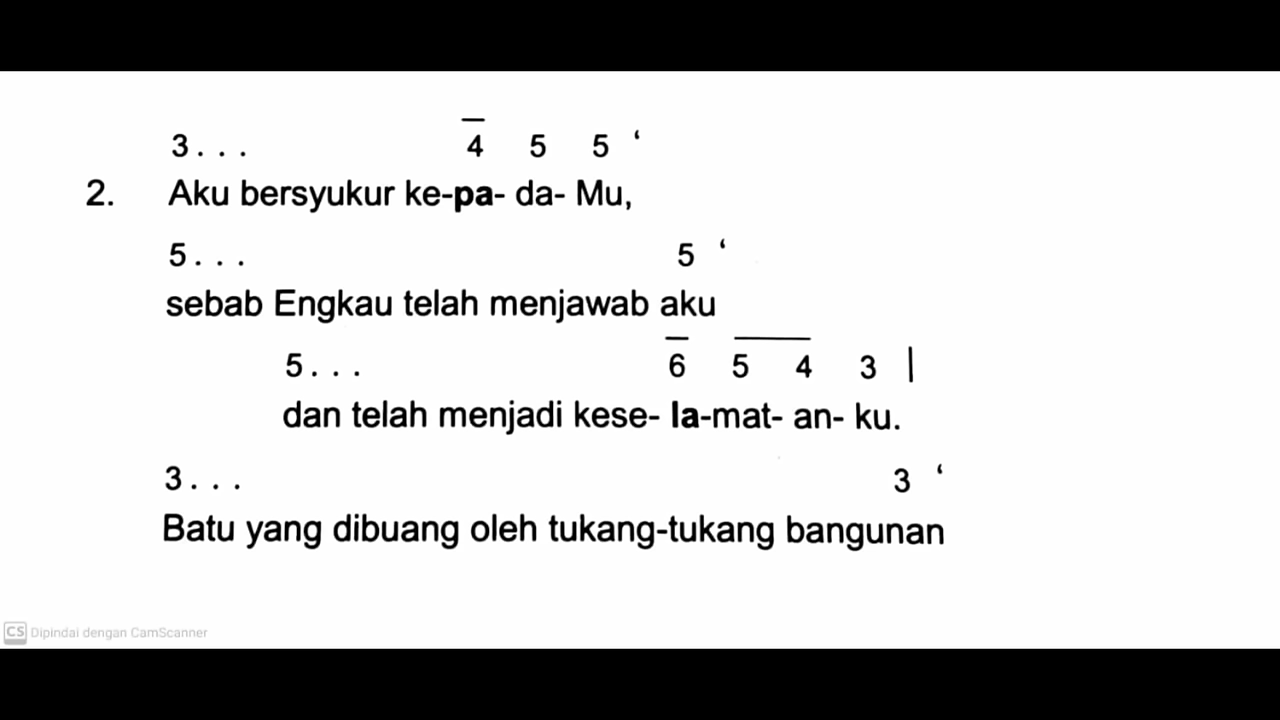 3... 4 5 5 ‘
2. Aku bersyukur ke-pa- da- Mu,
5... 5 ‘
sebab Engkau telah menjawab aku
5... 6 5 4 3 |
dan telah menjadi kese- la-mat- an- ku.
3... 3 ‘
Batu yang dibuang oleh tukang-tukang bangunan
CS Dipindai dengan CamScanner